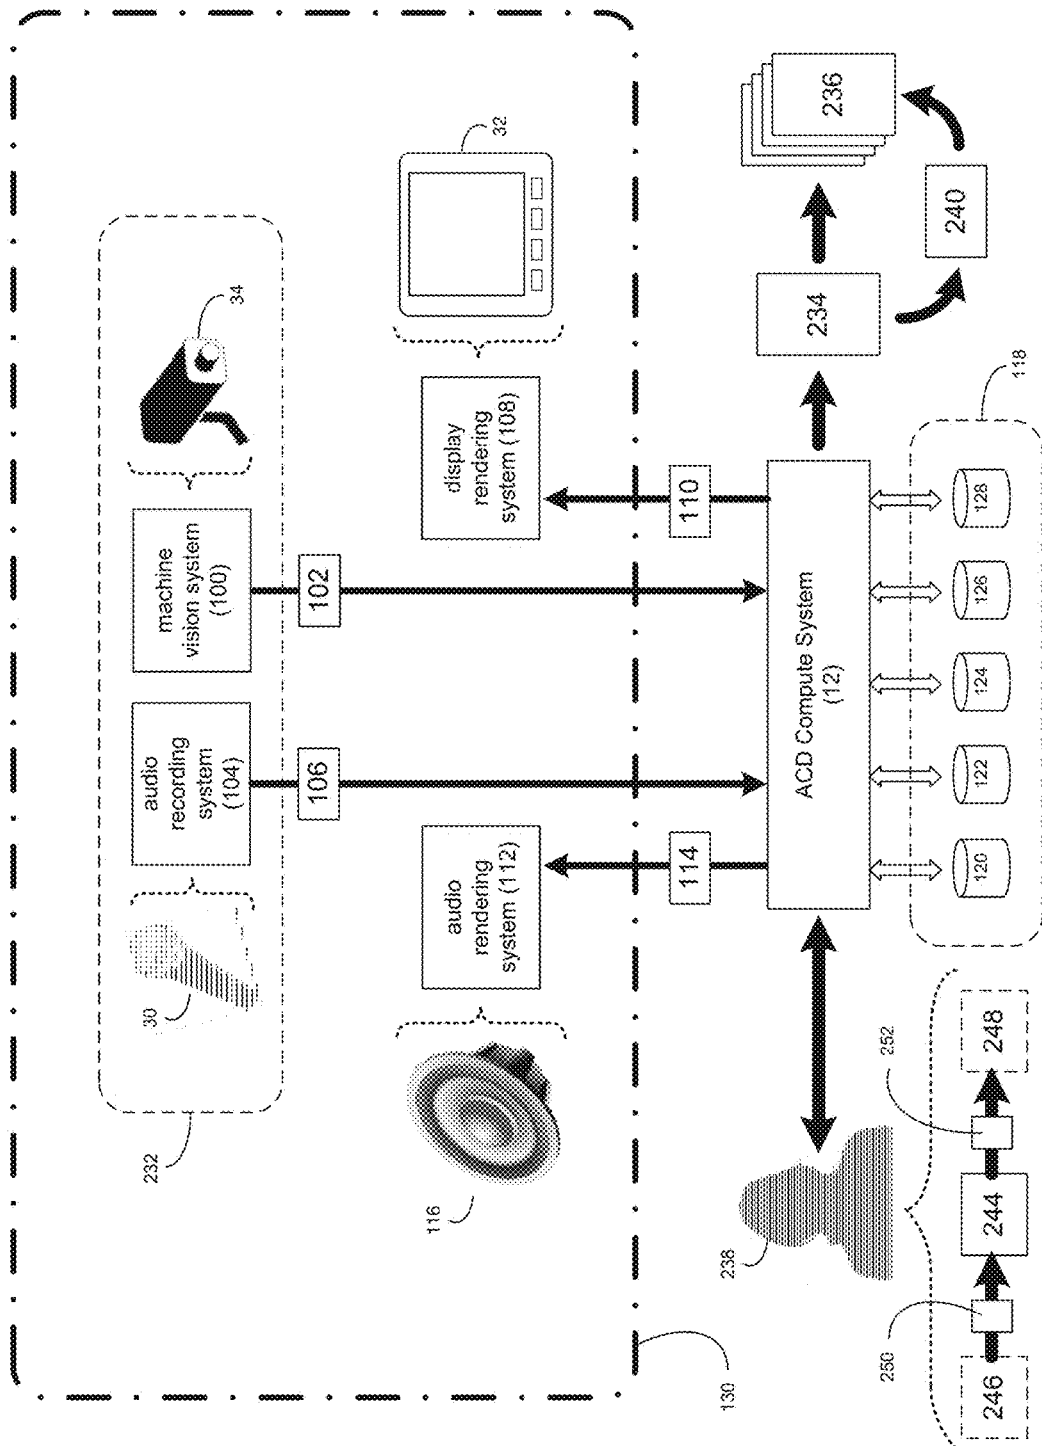 232
30
audio
recording
system
(104)
machine
vision system
(100)
34
106
102
116
audio
rendering
system (112)
display
rendering
system (108)
32
130
114
110
238
ACD Compute System
(12)
234
236
240
118
120
122
124
126
128
250
252
246
244
248